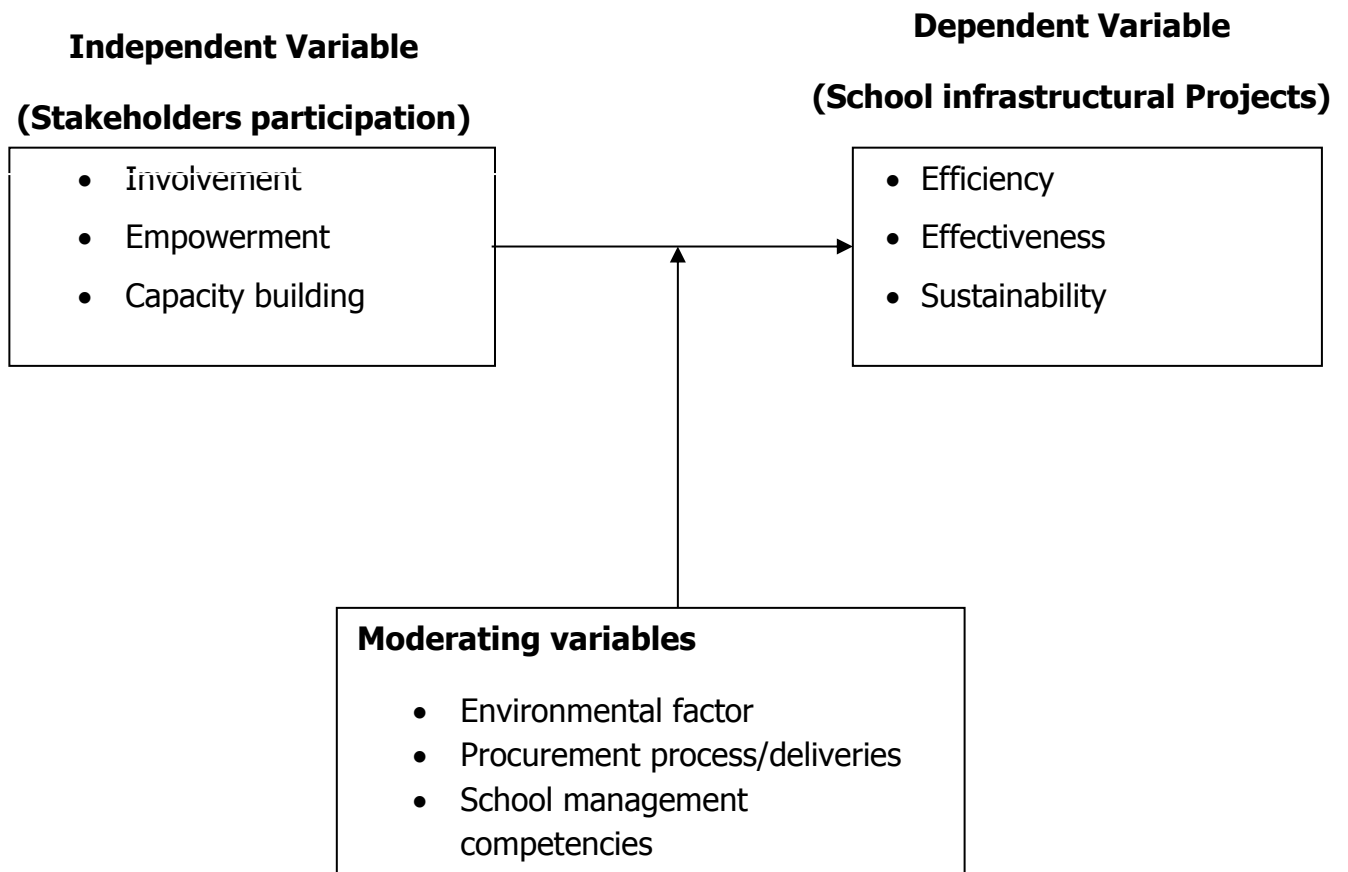 Independent Variable
(Stakeholders participation)
• Involvement
• Empowerment
• Capacity building
Dependent Variable
(School infrastructural Projects)
• Efficiency
• Effectiveness
• Sustainability
Moderating variables
• Environmental factor
• Procurement process/deliveries
• School management
competencies